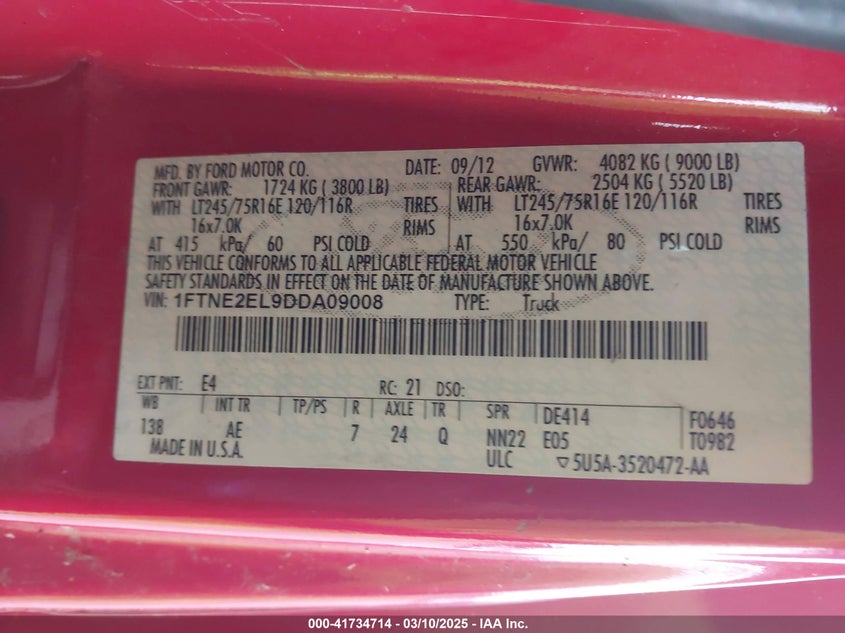 MFD. BY FORD MOTOR CO. DATE: 09/12 GVWR: 4082 KG ( 9000 LB)
FRONT GAWR: 1724 KG ( 3800 LB) REAR GAWR: 2504 KG ( 5520 LB)
WITH LT245/75R16E 120/116R TIRES WITH LT245/75R16E 120/116R TIRES
16x7.0K RIMS 16x7.0K RIMS
AT 415 kPa/ 60 PSI COLD AT 550 kPa/ 80 PSI COLD
THIS VEHICLE CONFORMS TO ALL APPLICABLE FEDERAL MOTOR VEHICLE
SAFETY STANDARDS IN EFFECT ON THE DATE OF MANUFACTURE SHOWN ABOVE.
VIN: 1FTNE2EL9DDA09008 TYPE: Truck
EXT PNT: E4 RC: 21 DSO:
WB INT TR TP/PS R AXLE TR SPR DE414 F0646
138 AE 7 24 Q NN22 E05 T0982
MADE IN U.S.A. ULC ▽5U5A-3520472-AA
000-41734714 — 03/10/2025 — IAA Inc.